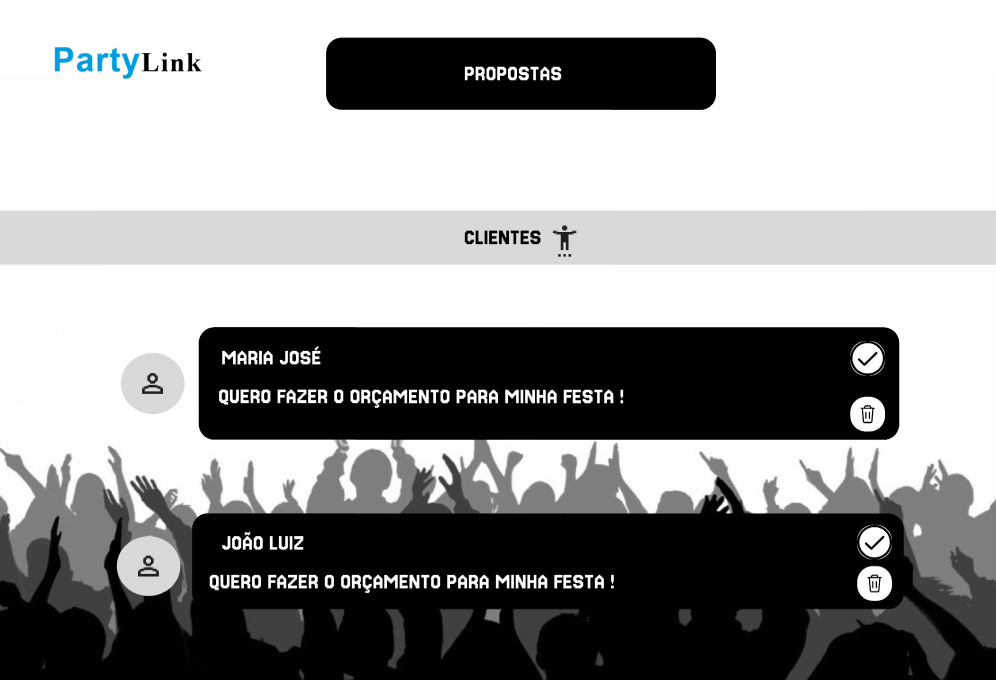 PartyLink
PROPOSTAS
CLIENTES
MARIA JOSÉ
QUERO FAZER O ORÇAMENTO PARA MINHA FESTA !
JOÃO LUIZ
QUERO FAZER O ORÇAMENTO PARA MINHA FESTA !